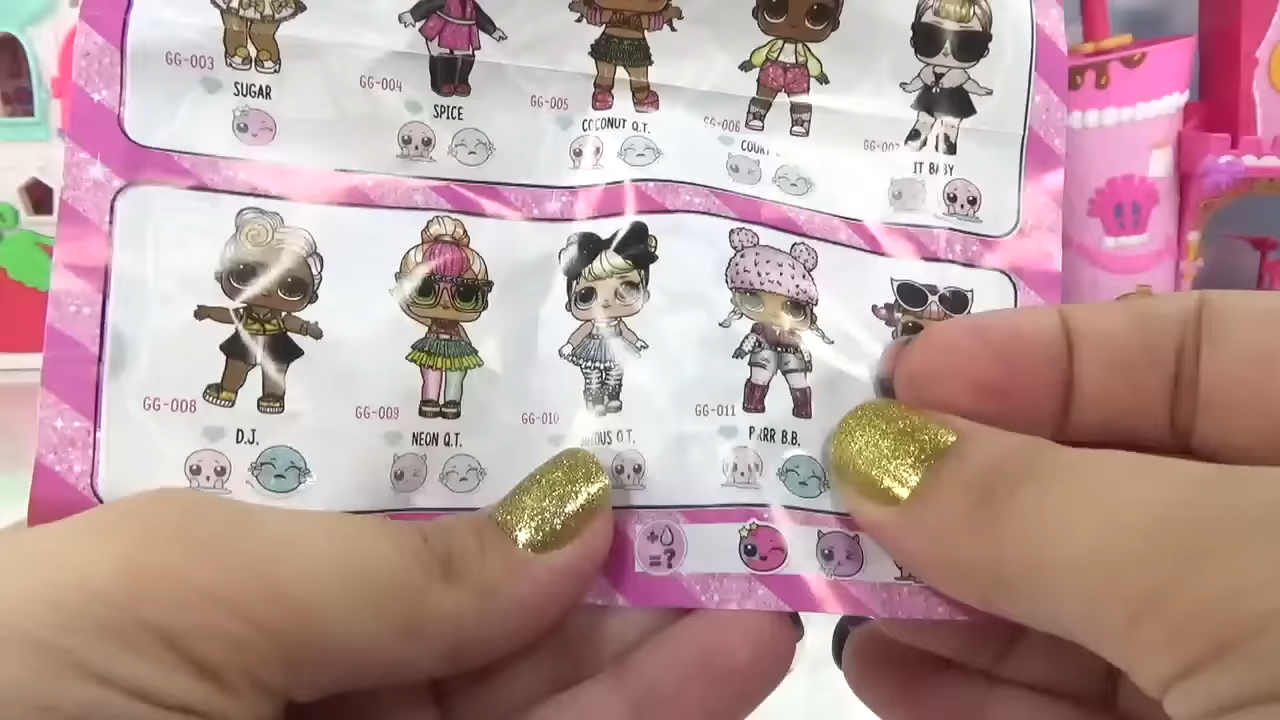 GG-003
SUGAR
GG-004
SPICE
GG-005
COCONUT Q.T.
GG-006
GG-007
IT BABY
GG-008
D.J.
GG-009
NEON Q.T.
GG-010
Q.T.
GG-011
B.B.
+
=?